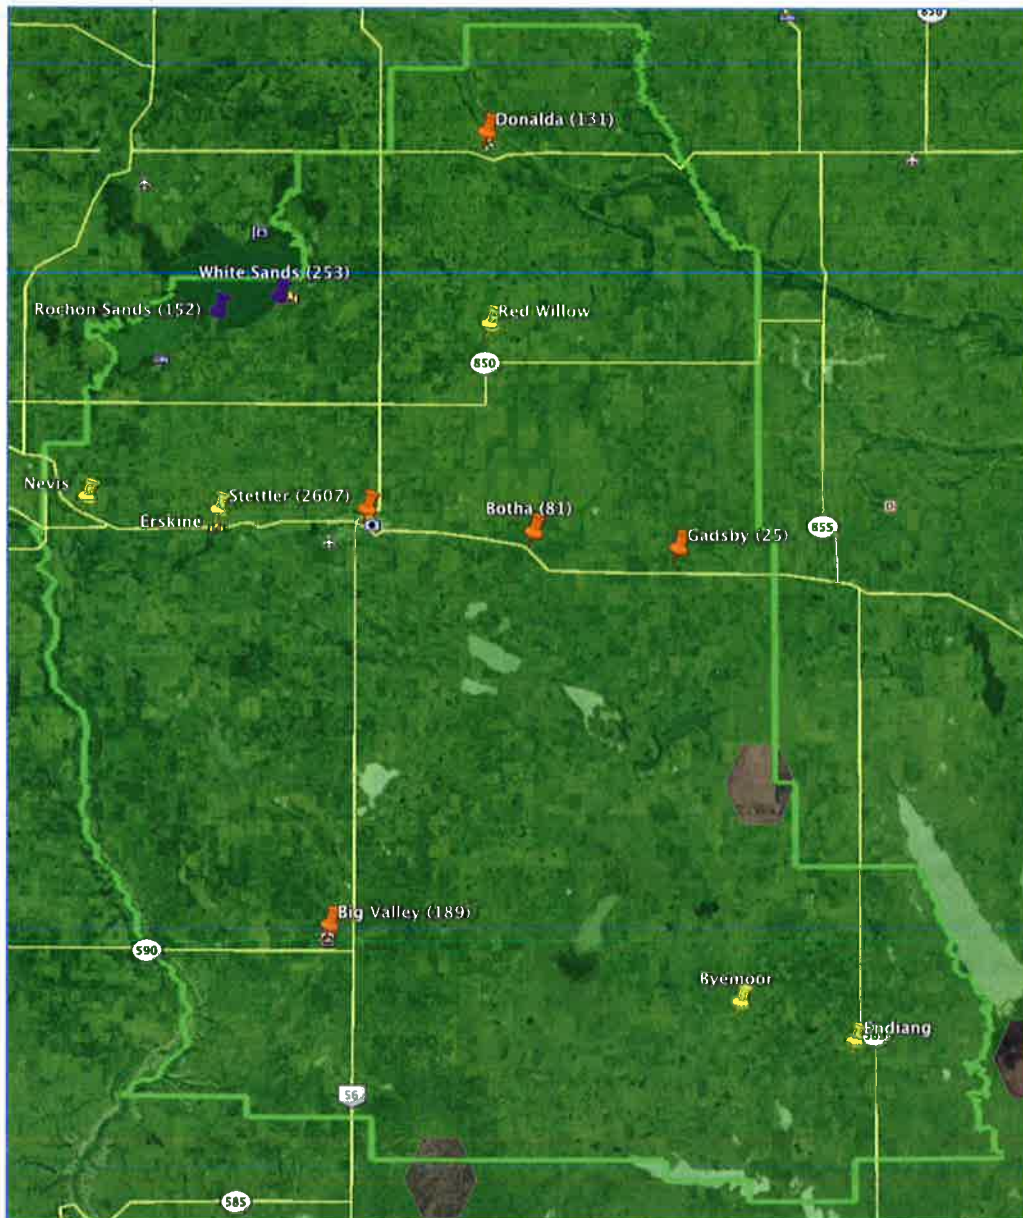 Donalda (131)
White Sands (253)
Rochon Sands (152)
Red Willow
850
Nevis
Stettler (2607)
Erskine
Botha (81)
Gadsby (25)
855
Big Valley (189)
590
Byemoor
Endiang
56
585